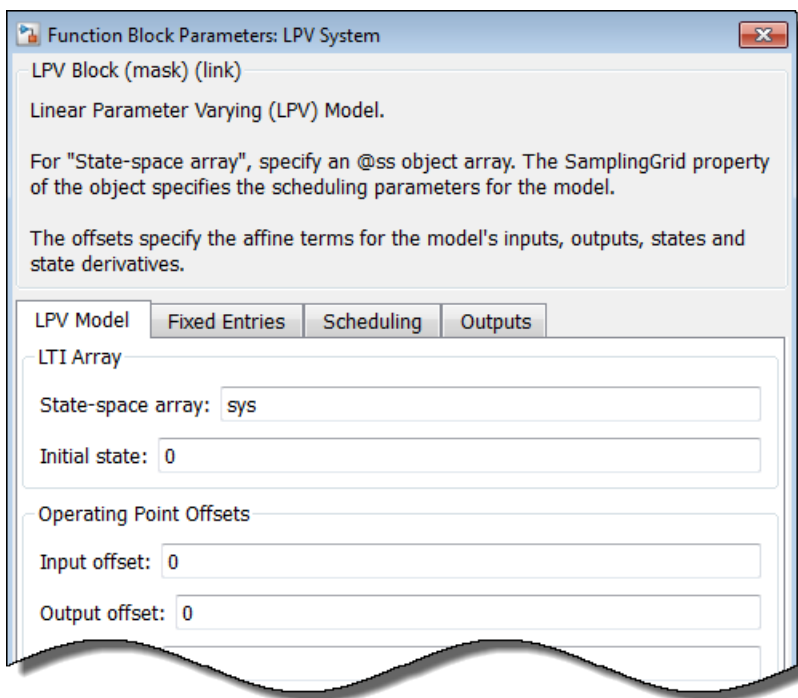 Function Block Parameters: LPV System
LPV Block (mask) (link)
Linear Parameter Varying (LPV) Model.
For "State-space array", specify an @ss object array. The SamplingGrid property
of the object specifies the scheduling parameters for the model.
The offsets specify the affine terms for the model's inputs, outputs, states and
state derivatives.
LPV Model Fixed Entries Scheduling Outputs
LTI Array
State-space array: sys
Initial state: 0
Operating Point Offsets
Input offset: 0
Output offset: 0